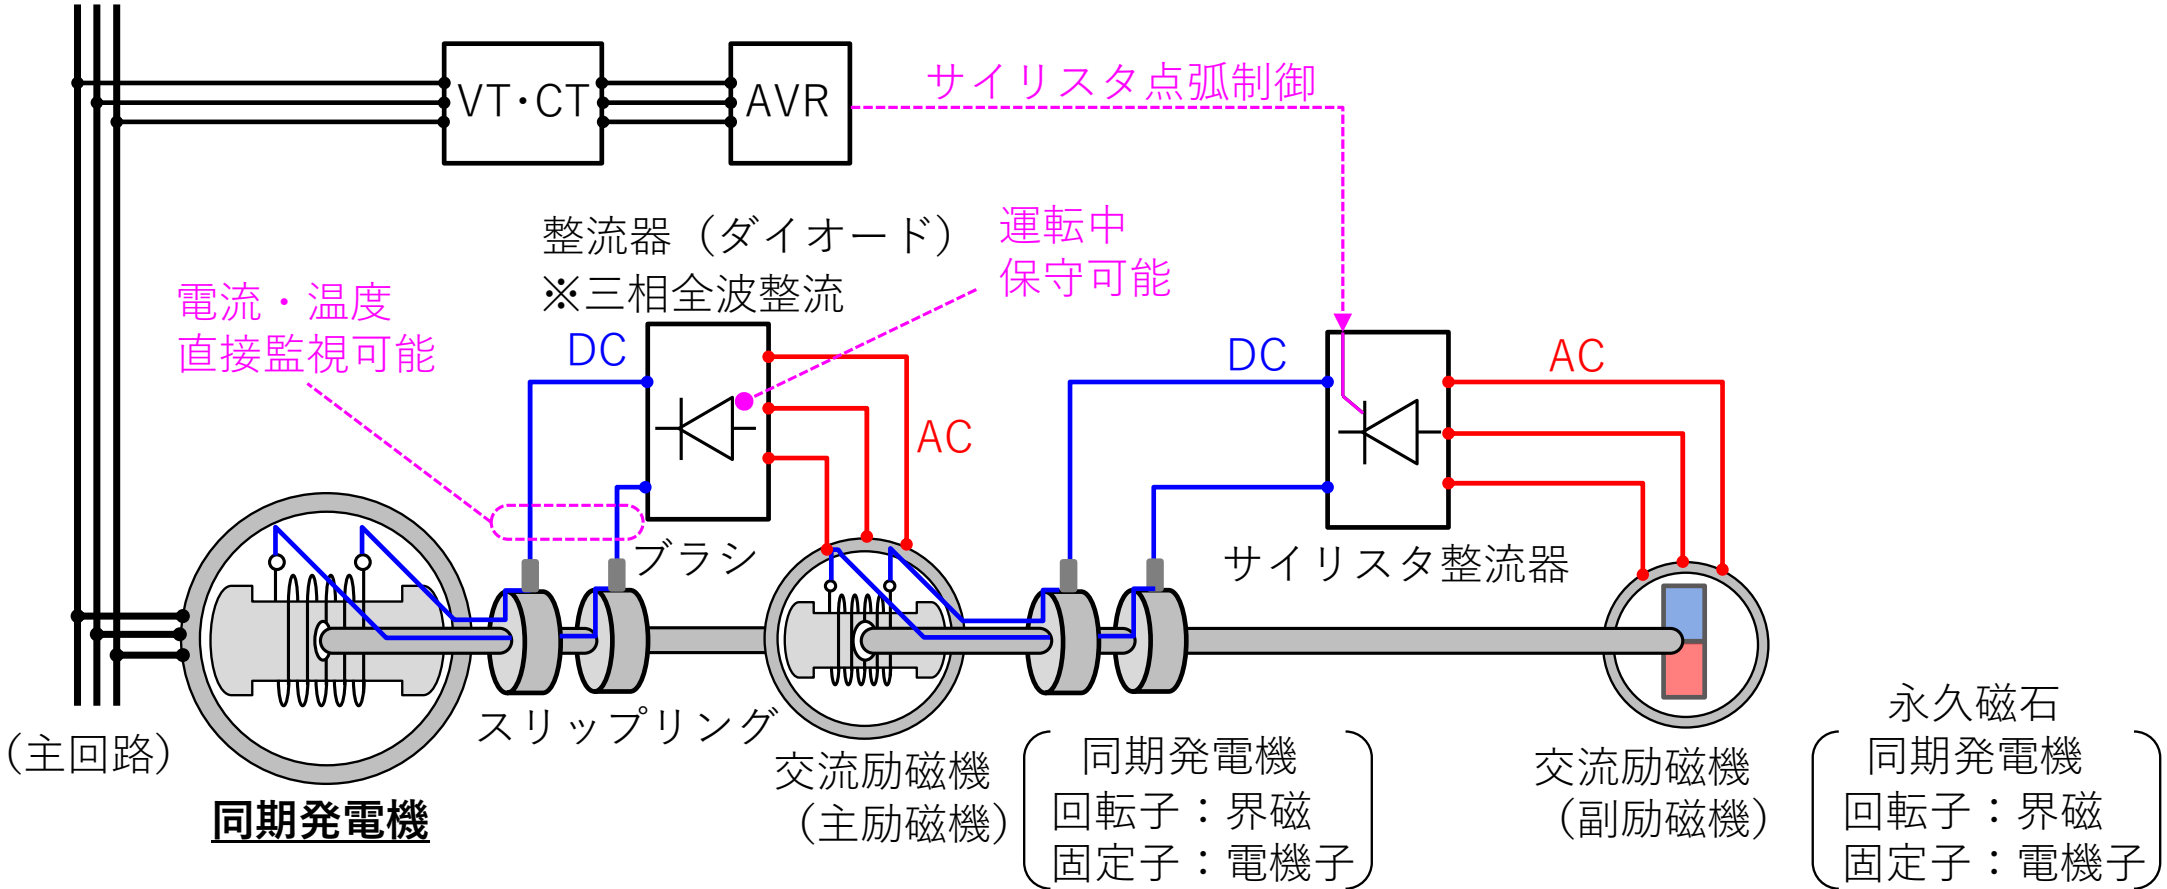 VT・CT
AVR
サイリスタ点弧制御
整流器（ダイオード）
※三相全波整流
運転中
保守可能
電流・温度
直接監視可能
DC
AC
DC
AC
ブラシ
サイリスタ整流器
スリップリング
（主回路）
同期発電機
交流励磁機
（主励磁機）
同期発電機
回転子：界磁
固定子：電機子
交流励磁機
（副励磁機）
永久磁石
同期発電機
回転子：界磁
固定子：電機子